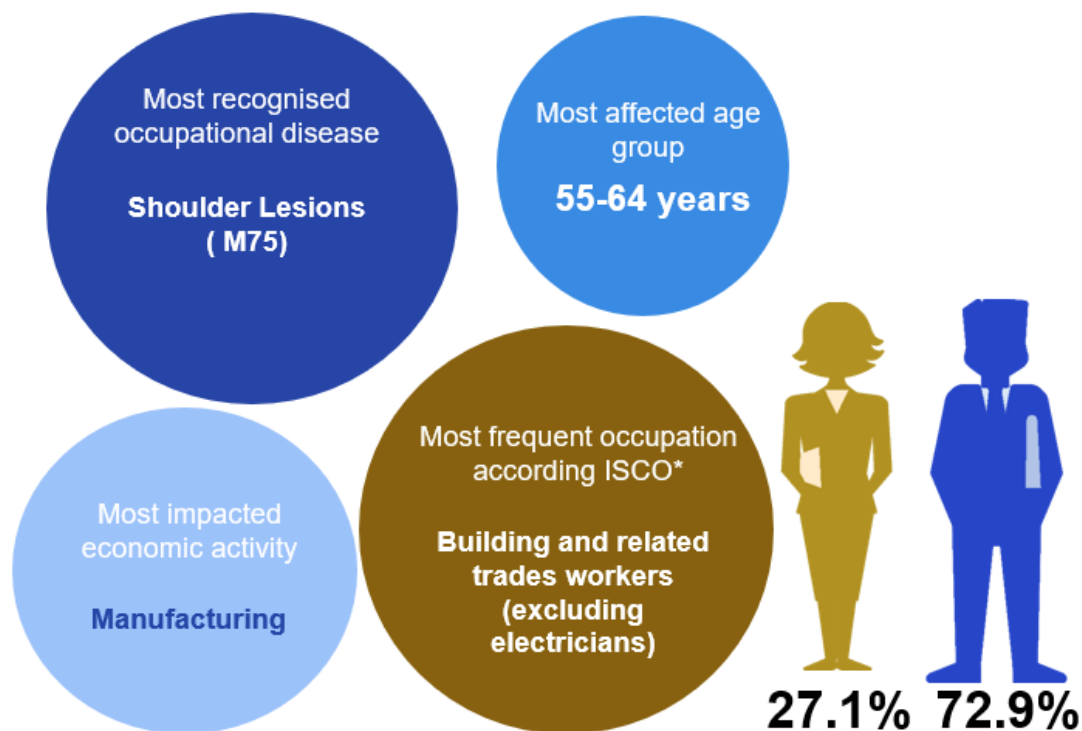 Most recognised
occupational disease
Shoulder Lesions
( M75)
Most affected age
group
55-64 years
Most impacted
economic activity
Manufacturing
Most frequent occupation
according ISCO*
Building and related
trades workers
(excluding
electricians)
27.1%
72.9%